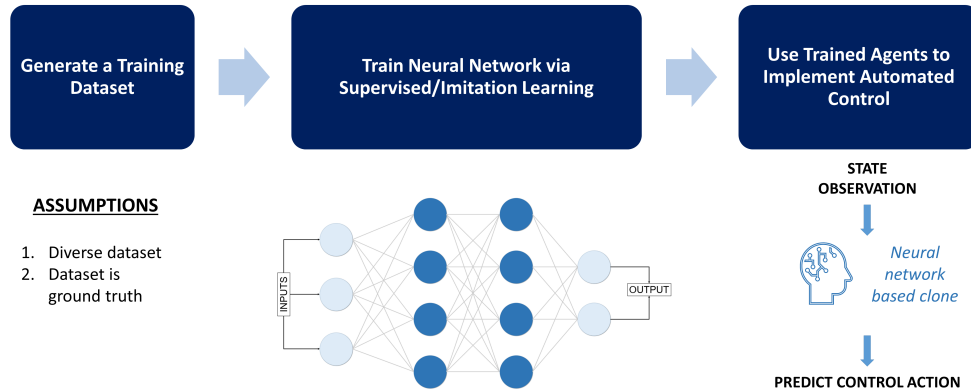 Generate a Training
Dataset
Train Neural Network via
Supervised/Imitation Learning
Use Trained Agents to
Implement Automated
Control
ASSUMPTIONS
1. Diverse dataset
2. Dataset is
ground truth
INPUTS
OUTPUT
STATE
OBSERVATION
Neural
network
based clone
PREDICT CONTROL ACTION